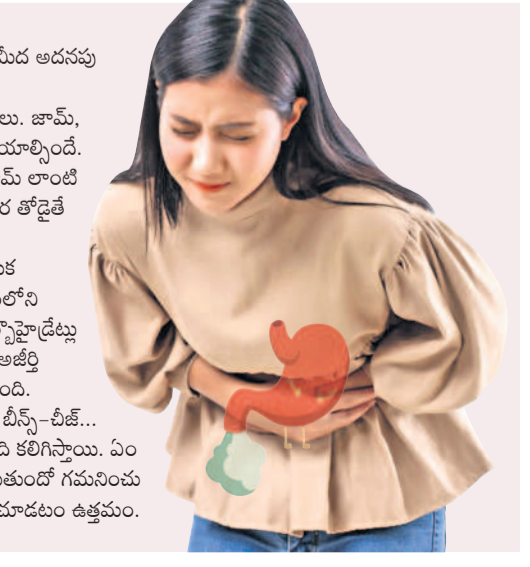 మీద అదనపు
లు. జామ్,
యాల్సిందే.
మ్ లాంటి
ర తోడైతే
క
లోని
బోహైడ్రేట్లు
అజీర్తి
ంది.
బీన్స్–చీజ్...
ది కలిగిస్తాయి. ఏం
తుందో గమనించు
చూడటం ఉత్తమం.